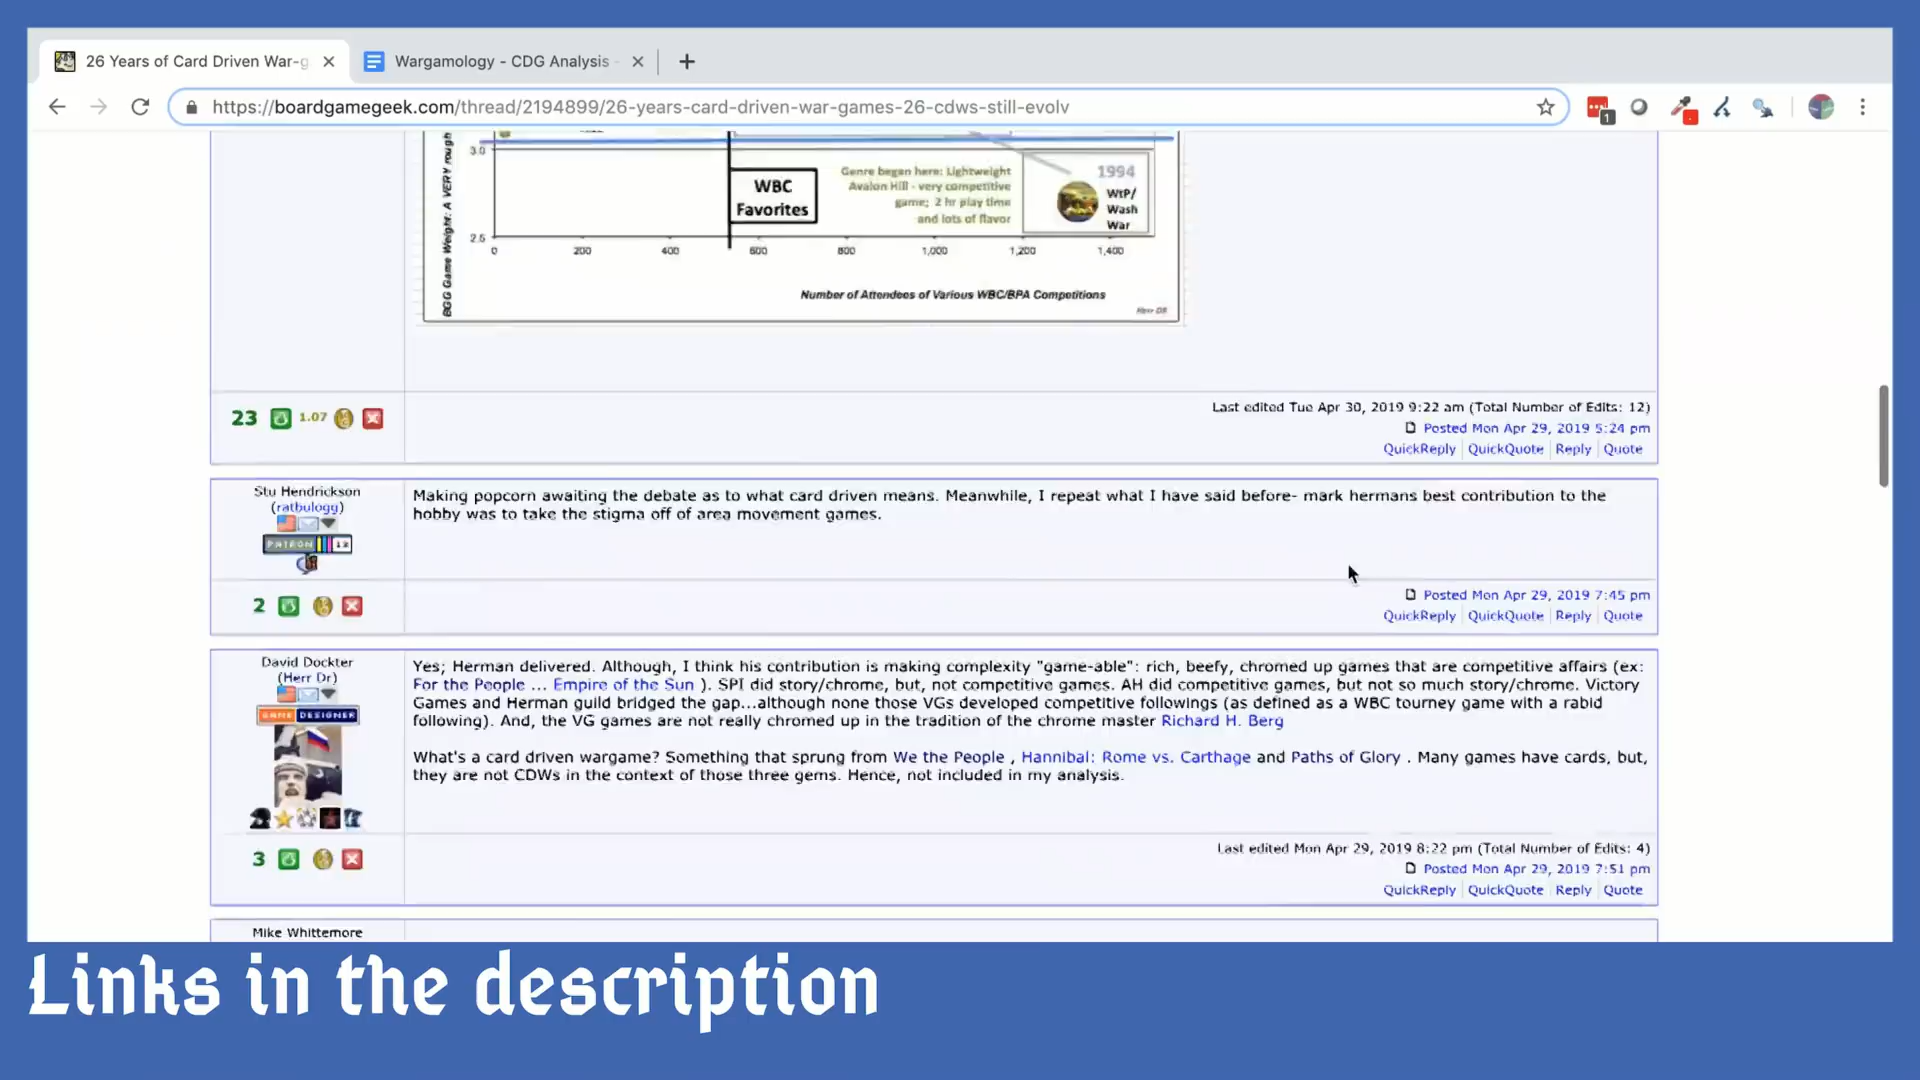 26 Years of Card Driven War-g
Wargamology - CDG Analysis -
https://boardgamegeek.com/thread/2194899/26-years-card-driven-war-games-26-cdws-still-evolv
1
BGG Game Weight: A VERY rough
3.0
2.5
WBC
Favorites
Genre began here: Lightweight
Avalon Hill - very competitive
game; 2 hr play time
and lots of flavor
1994
WtP/
Wash
War
0 200 400 600 800 1,000 1,200 1,400
Number of Attendees of Various WBC/BPA Competitions
Herr DR
23 1.07
Last edited Tue Apr 30, 2019 9:22 am (Total Number of Edits: 12)
Posted Mon Apr 29, 2019 5:24 pm
QuickReply QuickQuote Reply Quote
Stu Hendrickson
(ratbulogy)
PATRON 12
Making popcorn awaiting the debate as to what card driven means. Meanwhile, I repeat what I have said before- mark hermans best contribution to the
hobby was to take the stigma off of area movement games.
2
Posted Mon Apr 29, 2019 7:45 pm
QuickReply QuickQuote Reply Quote
David Dockter
(Herr Dr)
GAME DESIGNER
Yes; Herman delivered. Although, I think his contribution is making complexity "game-able": rich, beefy, chromed up games that are competitive affairs (ex:
For the People ... Empire of the Sun ). SPI did story/chrome, but, not competitive games. AH did competitive games, but not so much story/chrome. Victory
Games and Herman guild bridged the gap...although none those VGs developed competitive followings (as defined as a WBC tourney game with a rabid
following). And, the VG games are not really chromed up in the tradition of the chrome master Richard H. Berg
What's a card driven wargame? Something that sprung from We the People , Hannibal: Rome vs. Carthage and Paths of Glory . Many games have cards, but,
they are not CDWs in the context of those three gems. Hence, not included in my analysis.
3
Last edited Mon Apr 29, 2019 8:22 pm (Total Number of Edits: 4)
Posted Mon Apr 29, 2019 7:51 pm
QuickReply QuickQuote Reply Quote
Mike Whittemore
Links in the description